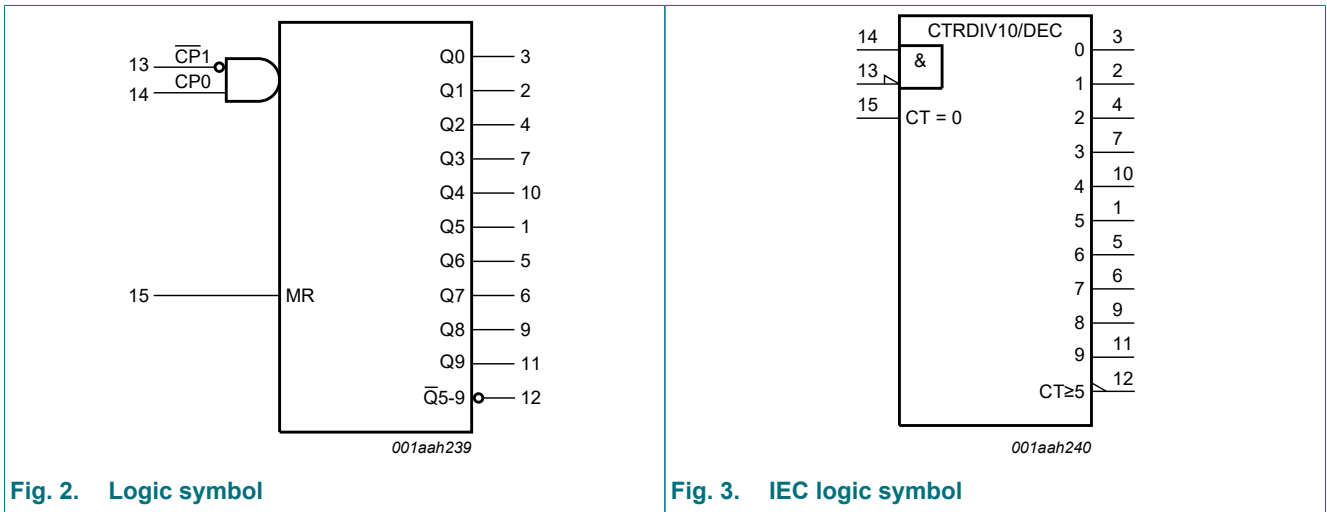 13 C̅P̅1
14 CP0
15 MR
Q0 3
Q1 2
Q2 4
Q3 7
Q4 10
Q5 1
Q6 5
Q7 6
Q8 9
Q9 11
Q̅5-9 12
001aah239
Fig. 2. Logic symbol
CTRDIV10/DEC
14
&
13
15 CT = 0
0 3
1 2
2 4
3 7
4 10
5 1
6 5
7 6
8 9
9 11
CT≥5 12
001aah240
Fig. 3. IEC logic symbol